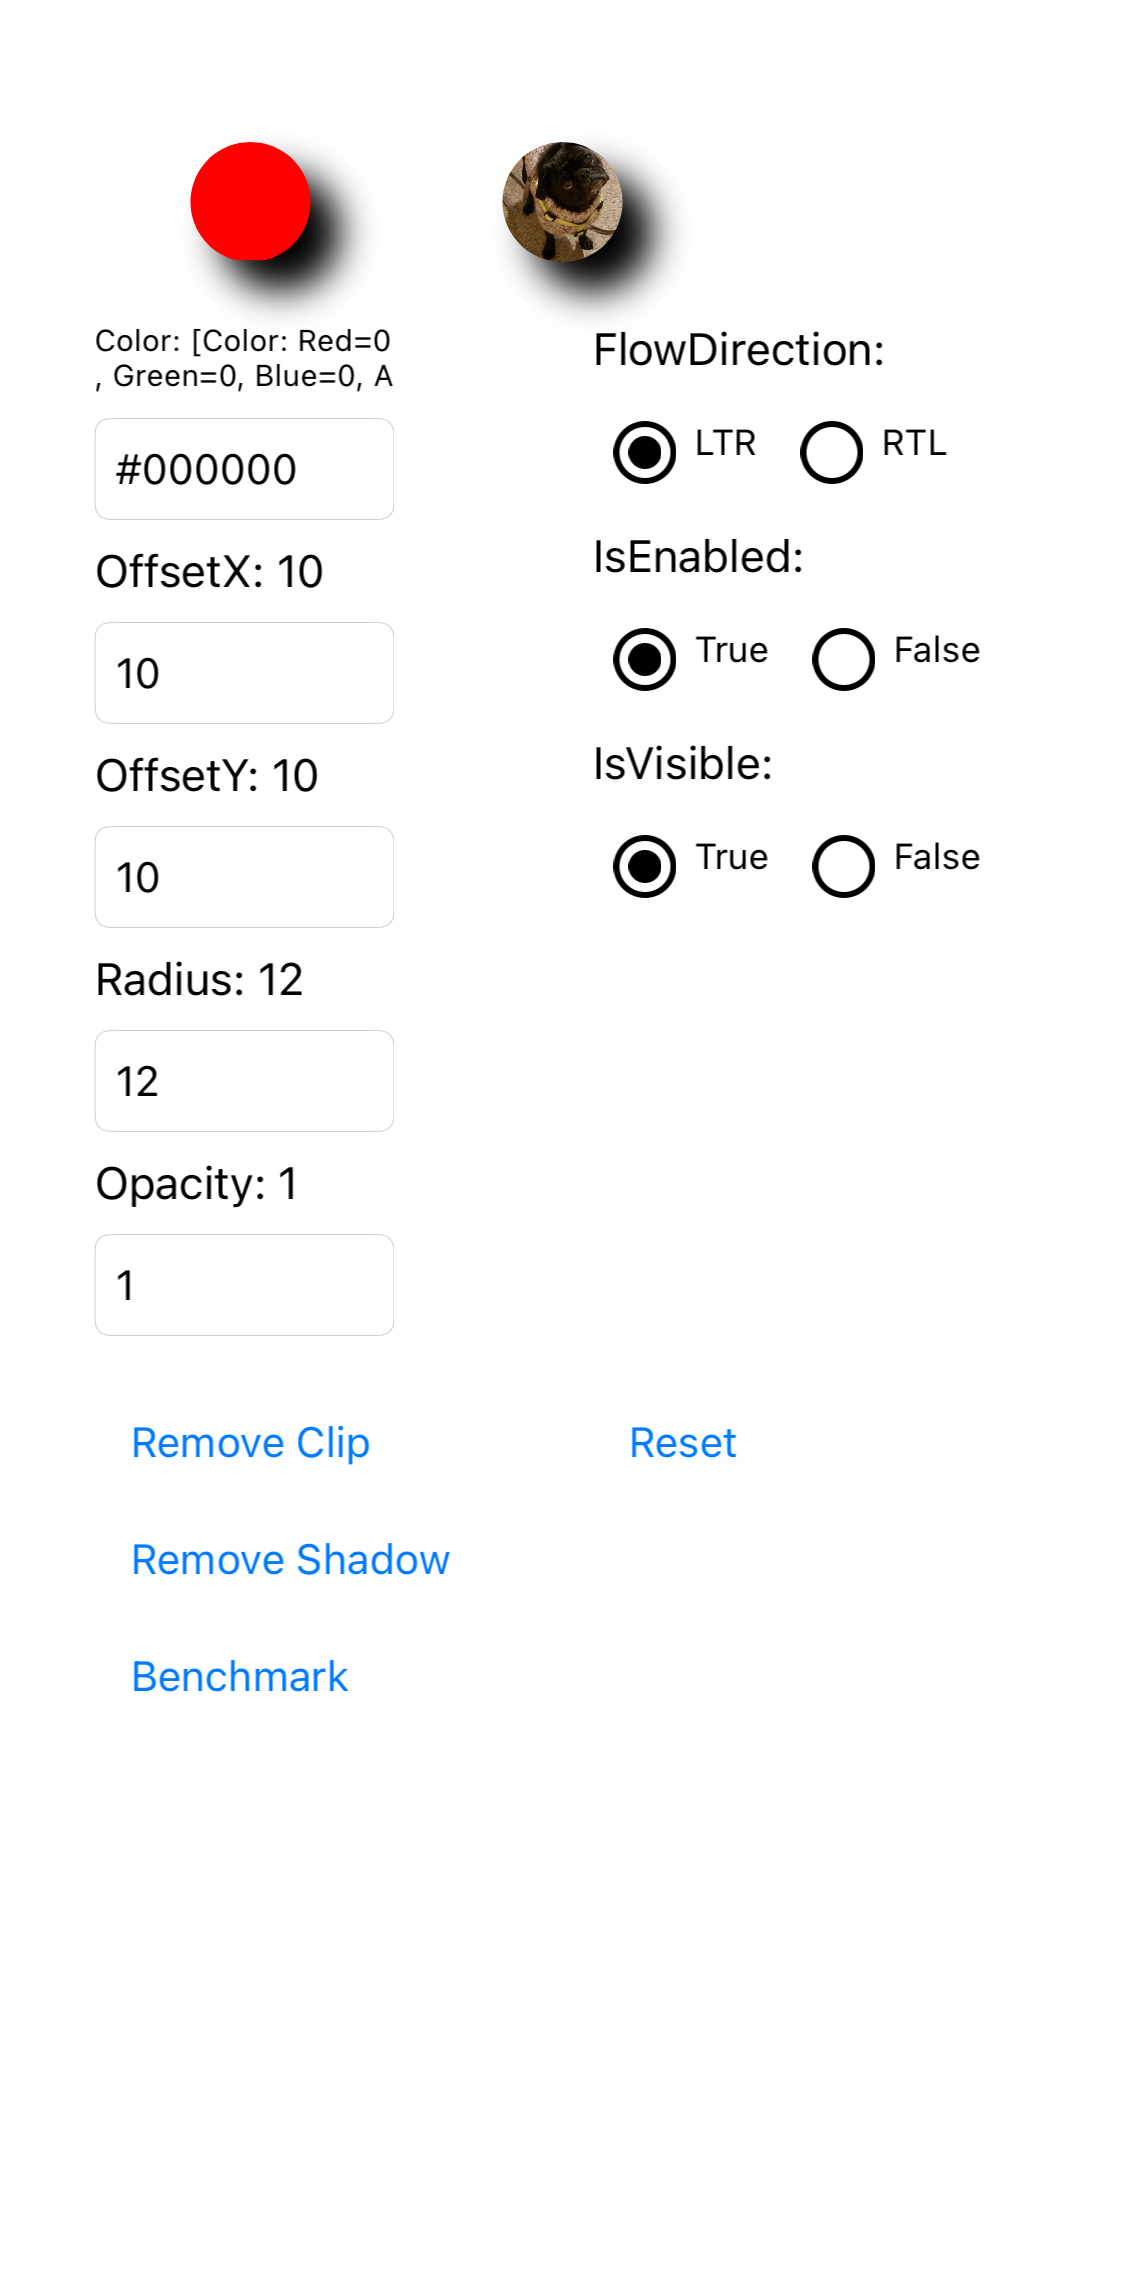 Color: [Color: Red=0
, Green=0, Blue=0, A
#000000
OffsetX: 10
10
OffsetY: 10
10
Radius: 12
12
Opacity: 1
1
FlowDirection:
LTR RTL
IsEnabled:
True False
IsVisible:
True False
Remove Clip Reset
Remove Shadow
Benchmark